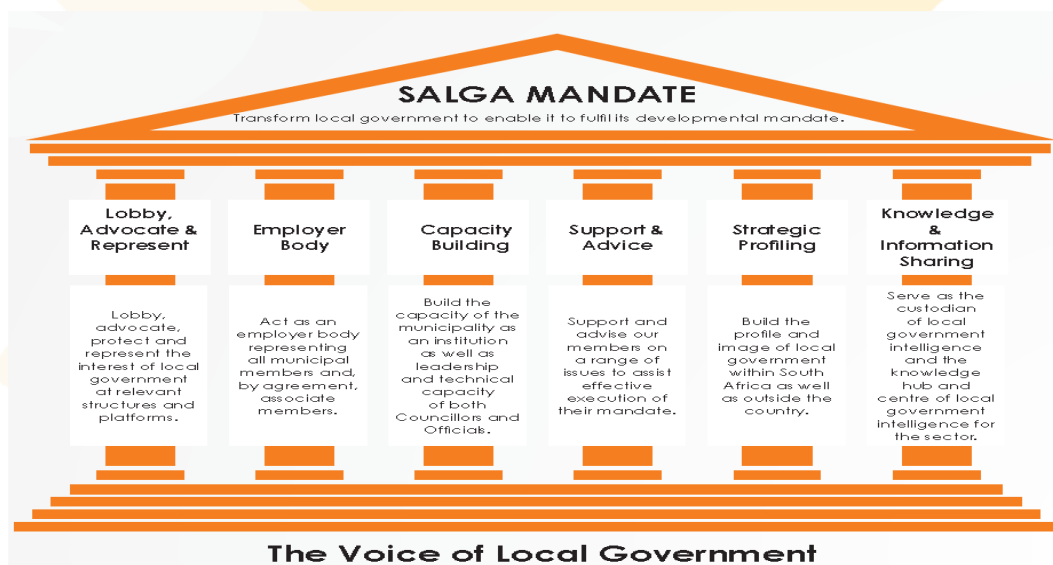 SALGA MANDATE
Transform local government to enable it to fulfil its developmental mandate.
Lobby,
Advocate &
Represent
Lobby,
advocate,
protect and
represent the
interest of local
government
at relevant
structures and
platforms.
Employer
Body
Act as an
employer body
representing
all municipal
members and,
by agreement,
associate
members.
Capacity
Building
Build the
capacity of the
municipality as
an institution
as well as
leadership
and technical
capacity
of both
Councillors and
Officials.
Support &
Advice
Support and
advise our
members on
a range of
issues to assist
effective
execution of
their mandate.
Strategic
Profiling
Build the
profile and
image of local
government
within South
Africa as well
as outside the
country.
Knowledge
&
Information
Sharing
Serve as the
custodian
of local
government
intelligence
and the
knowledge
hub and
centre of local
government
intelligence for
the sector.
The Voice of Local Government